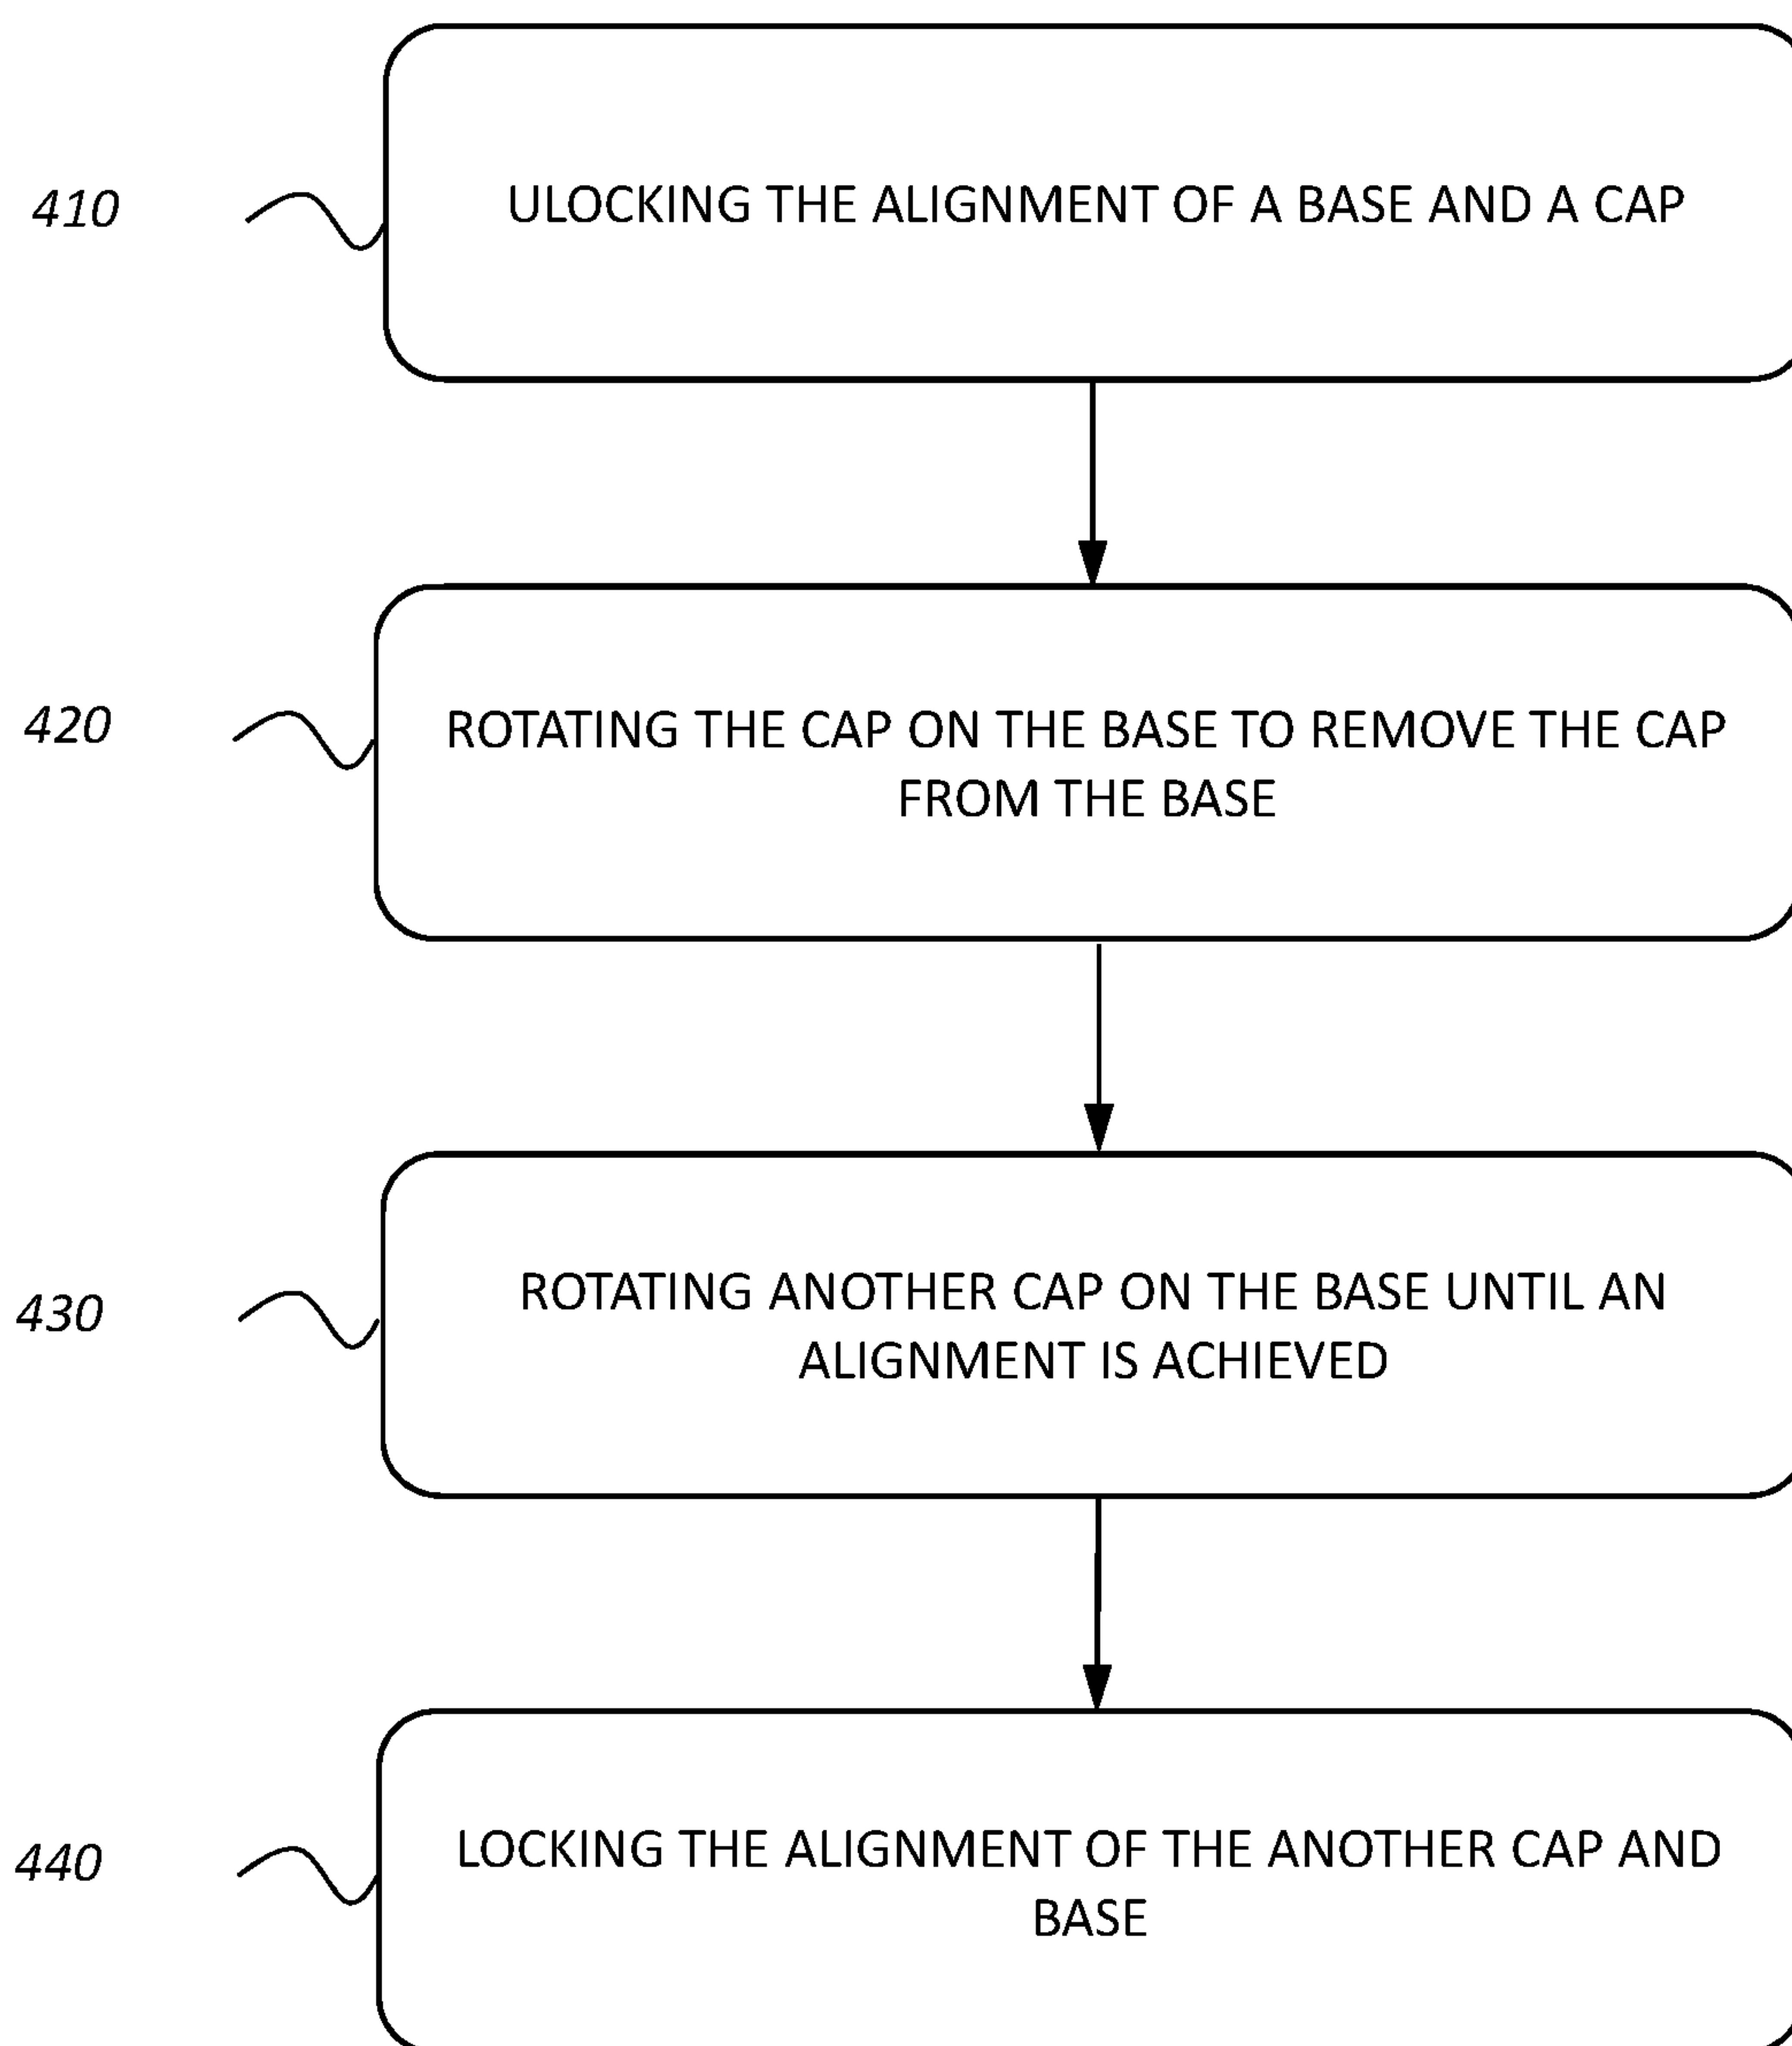 410
ULOCKING THE ALIGNMENT OF A BASE AND A CAP
420
ROTATING THE CAP ON THE BASE TO REMOVE THE CAP
FROM THE BASE
430
ROTATING ANOTHER CAP ON THE BASE UNTIL AN
ALIGNMENT IS ACHIEVED
440
LOCKING THE ALIGNMENT OF THE ANOTHER CAP AND
BASE